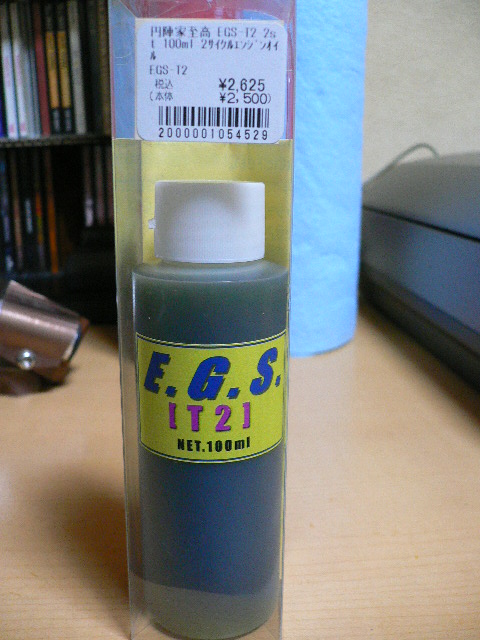 円陣家至高 EGS-T2 2s
t 100ml 2サイクルエンジンオイ
ル
EGS-T2
税込 ¥2,625
(本体 ¥2,500)
2000001054529
E.G.S.
[T2]
NET.100ml